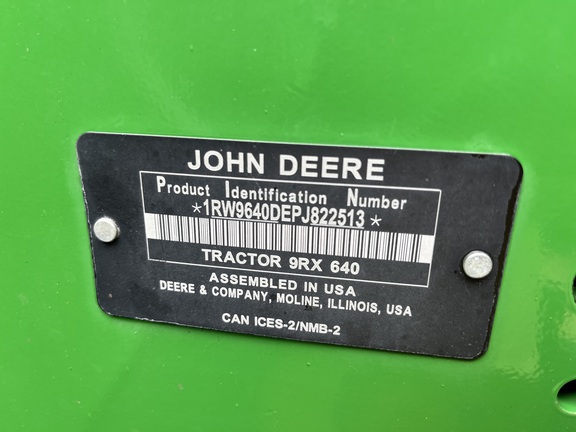 JOHN DEERE
Product Identification Number
*1RW9640DEPJ822513*
TRACTOR 9RX 640
ASSEMBLED IN USA
DEERE & COMPANY, MOLINE, ILLINOIS, USA
CAN ICES-2/NMB-2